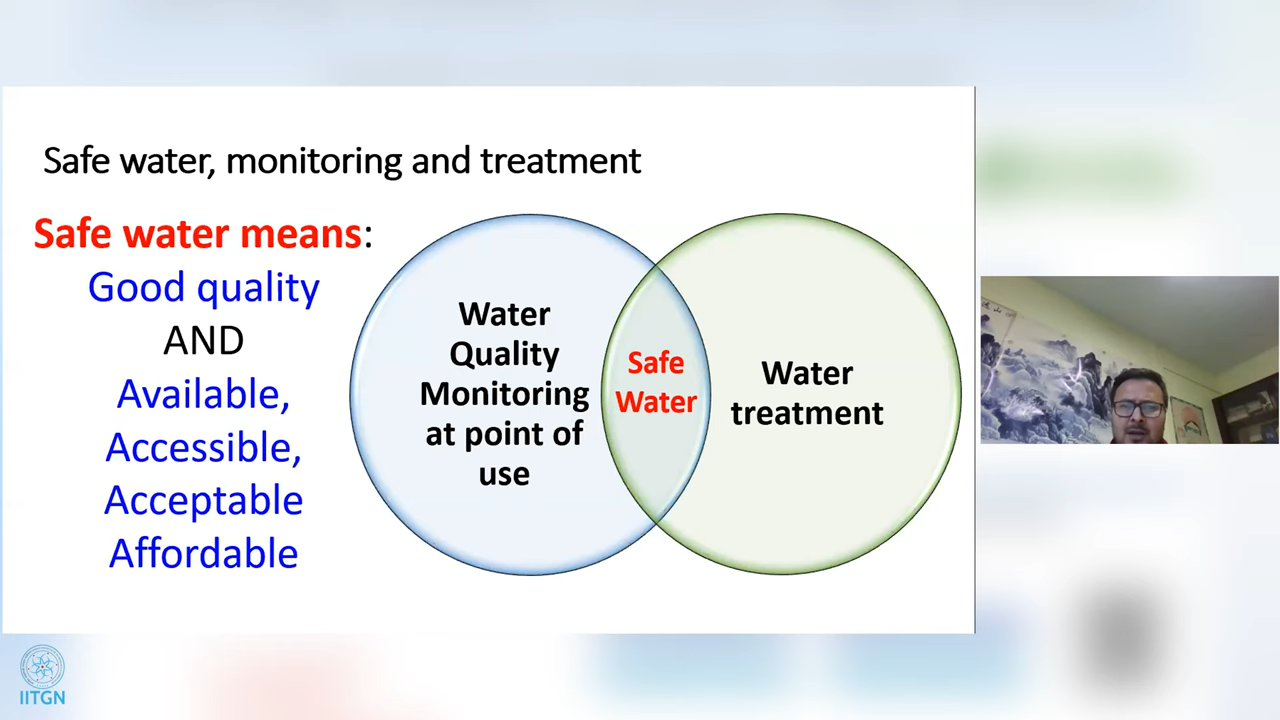 Safe water, monitoring and treatment
Safe water means:
Good quality
AND
Available,
Accessible,
Acceptable
Affordable
Water
Quality
Monitoring
at point of
use
Safe
Water
Water
treatment
IITGN